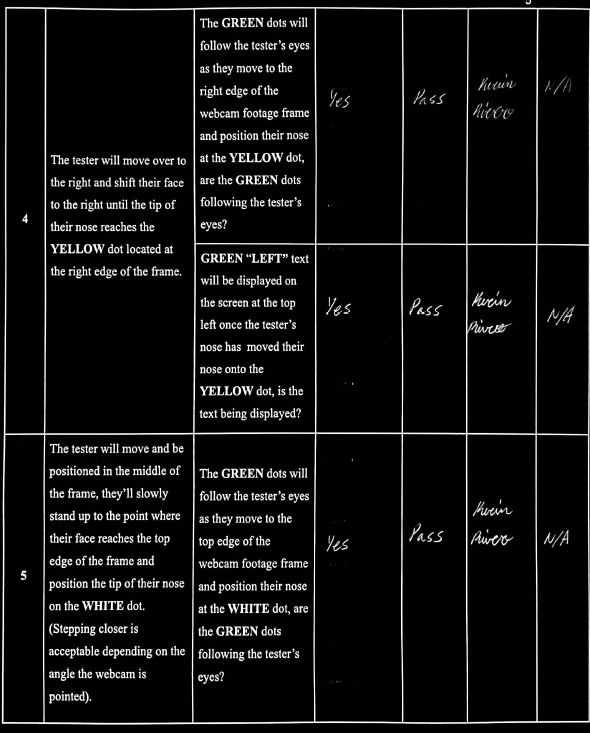 The GREEN dots will
follow the tester's eyes
as they move to the
right edge of the
webcam footage frame
and position their nose
at the YELLOW dot,
are the GREEN dots
following the tester's
eyes?
Yes
Pass
Kevin
Rivero
N/A
4
The tester will move over to
the right and shift their face
to the right until the tip of
their nose reaches the
YELLOW dot located at
the right edge of the frame.
GREEN “LEFT” text
will be displayed on
the screen at the top
left once the tester's
nose has moved their
nose onto the
YELLOW dot, is the
text being displayed?
Yes
Pass
Kevin
Rivero
N/A
5
The tester will move and be
positioned in the middle of
the frame, they'll slowly
stand up to the point where
their face reaches the top
edge of the frame and
position the tip of their nose
on the WHITE dot.
(Stepping closer is
acceptable depending on the
angle the webcam is
pointed).
The GREEN dots will
follow the tester's eyes
as they move to the
top edge of the
webcam footage frame
and position their nose
at the WHITE dot, are
the GREEN dots
following the tester's
eyes?
Yes
Pass
Kevin
Rivero
N/A